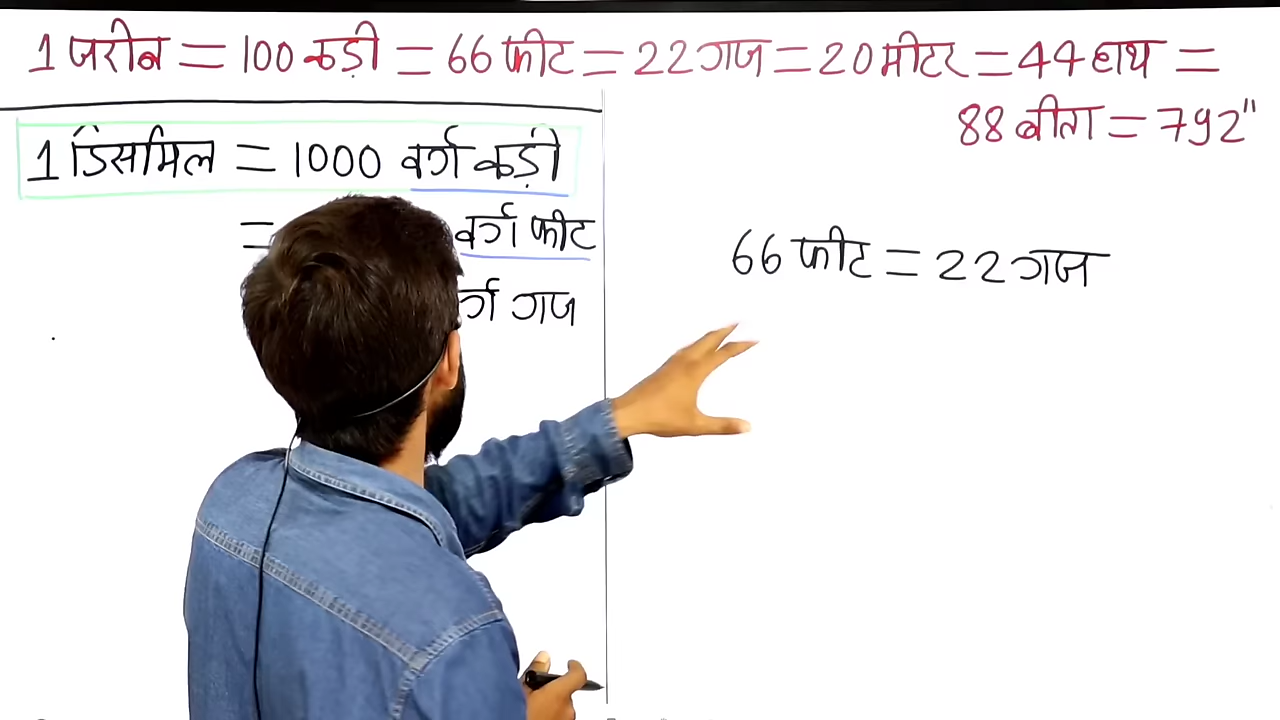 1 जरीब = 100 कड़ी = 66 फीट = 22 गज = 20 मीटर = 44 हाथ =
88 बीता = 792"
1 डिसमिल = 1000 वर्ग कड़ी
= वर्ग फीट
गज
66 फीट = 22 गज